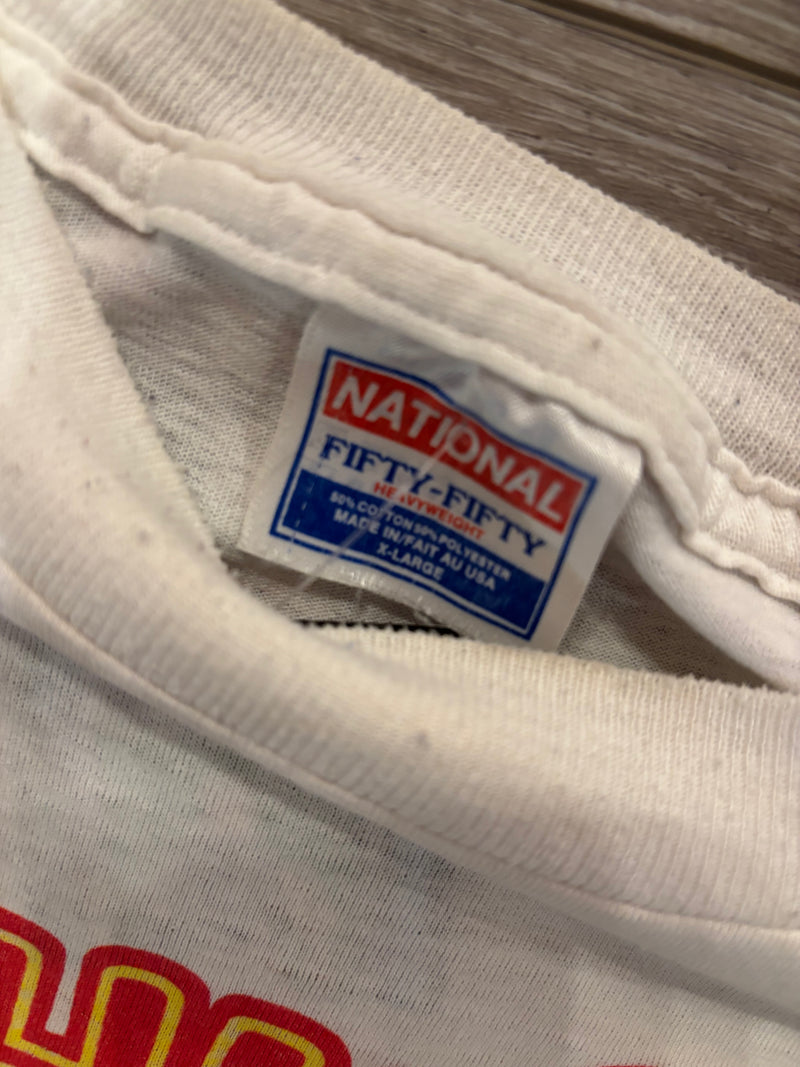 NATIONAL
FIFTY-FIFTY
HEAVYWEIGHT
50% COTTON 50% POLYESTER
MADE IN/FAIT AU USA
X-LARGE